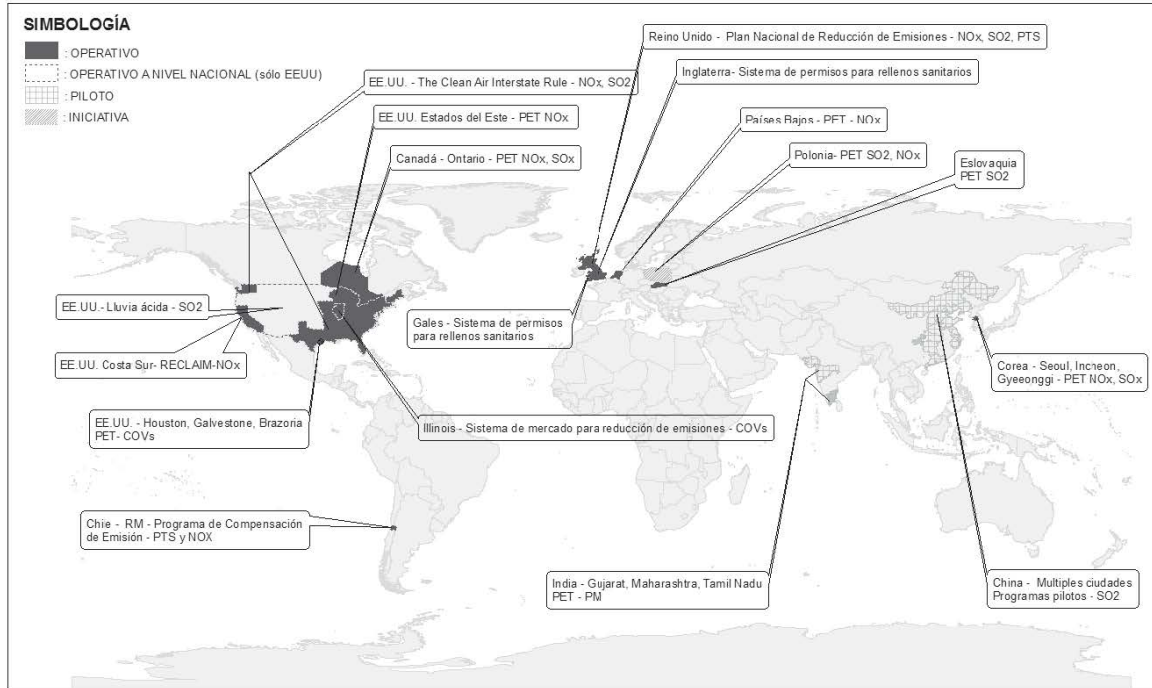 SIMBOLOGÍA
: OPERATIVO
: OPERATIVO A NIVEL NACIONAL (sólo EEUU)
: PILOTO
: INICIATIVA
Reino Unido - Plan Nacional de Reducción de Emisiones - NOx, SO2, PTS
Inglaterra- Sistema de permisos para rellenos sanitarios
EE.UU. - The Clean Air Interstate Rule - NOx, SO2
EE.UU. Estados del Este - PET NOx
Países Bajos - PET - NOx
Canadá - Ontario - PET NOx, SOx
Polonia- PET SO2, NOx
Eslovaquia
PET SO2
EE.UU.- Lluvia ácida - SO2
Gales - Sistema de permisos
para rellenos sanitarios
EE.UU. Costa Sur- RECLAIM-NOx
Corea - Seoul, Incheon,
Gyeeonggi - PET NOx, SOx
EE.UU. - Houston, Galvestone, Brazoria
PET- COVs
Illinois - Sistema de mercado para reducción de emisiones - COVs
Chie - RM - Programa de Compensación
de Emisión - PTS y NOX
India - Gujarat, Maharashtra, Tamil Nadu
PET - PM
China - Multiples ciudades
Programas pilotos - SO2